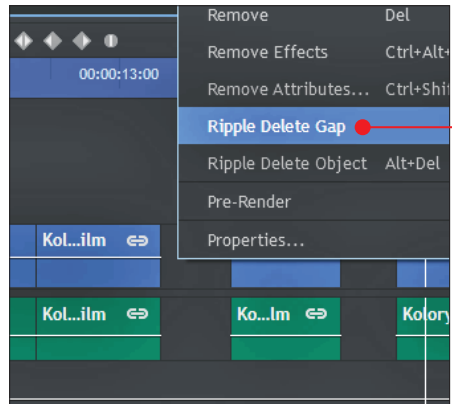 Remove Del
Remove Effects Ctrl+Alt+
00:00:13:00
Remove Attributes... Ctrl+Shi
Ripple Delete Gap
Ripple Delete Object Alt+Del
Pre-Render
Properties...
Kol...ilm
Kol...ilm Ko...lm Kolory